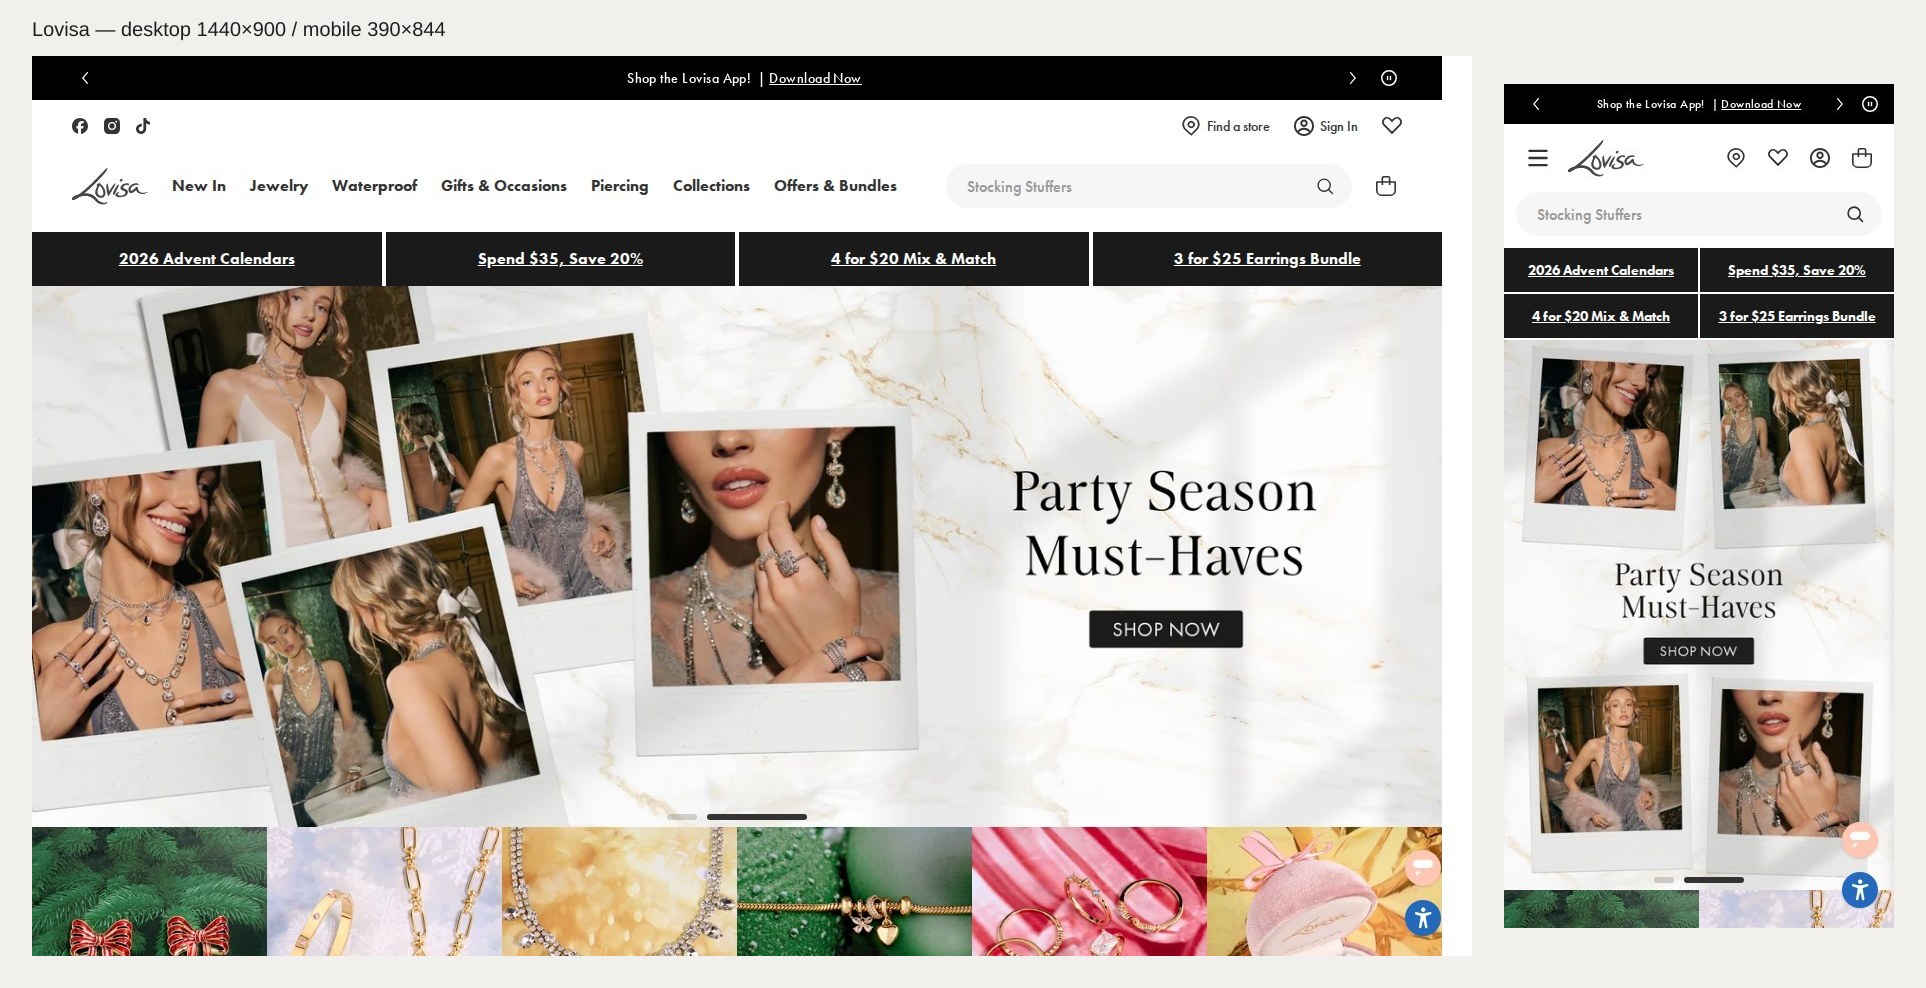 Lovisa — desktop 1440×900 / mobile 390×844
Shop the Lovisa App! | Download Now
Find a store
Sign In
Lovisa
New In
Jewelry
Waterproof
Gifts & Occasions
Piercing
Collections
Offers & Bundles
Stocking Stuffers
2026 Advent Calendars
Spend $35, Save 20%
4 for $20 Mix & Match
3 for $25 Earrings Bundle
Party Season
Must-Haves
SHOP NOW
Lovisa
Shop the Lovisa App! | Download Now
Lovisa
Stocking Stuffers
2026 Advent Calendars
Spend $35, Save 20%
4 for $20 Mix & Match
3 for $25 Earrings Bundle
Party Season
Must-Haves
SHOP NOW